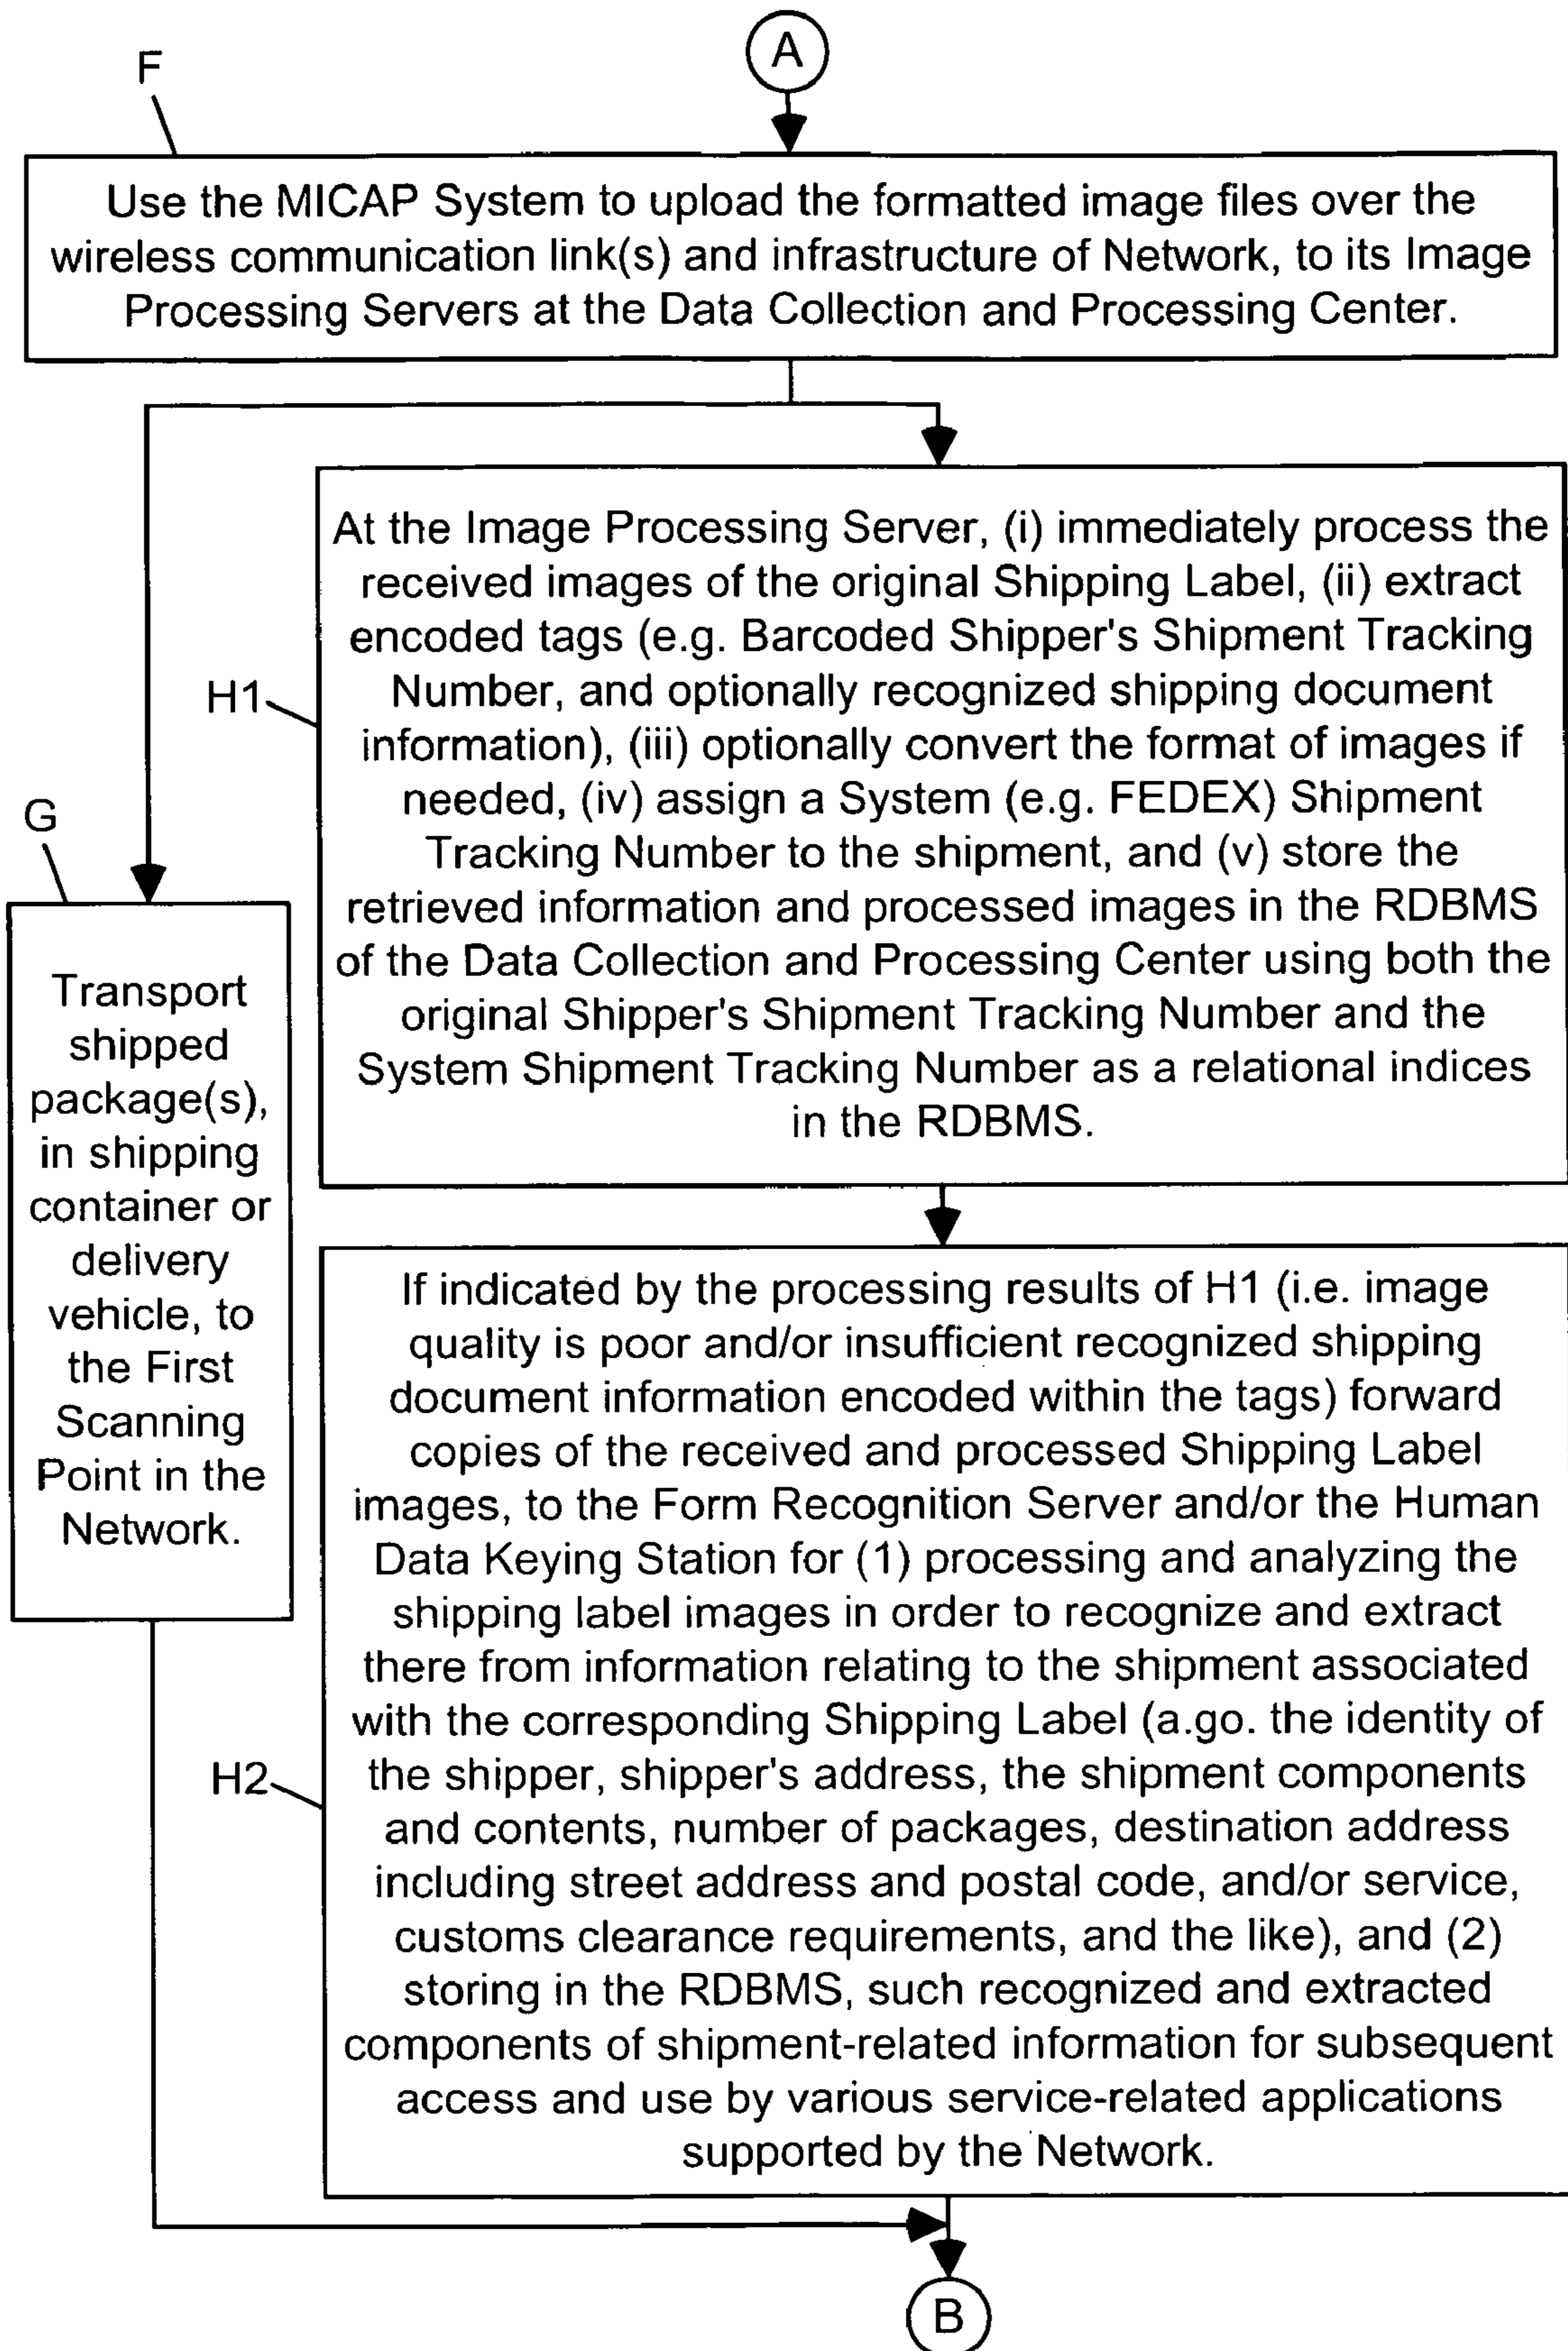 A
F
Use the MICAP System to upload the formatted image files over the
wireless communication link(s) and infrastructure of Network, to its Image
Processing Servers at the Data Collection and Processing Center.
H1
At the Image Processing Server, (i) immediately process the
received images of the original Shipping Label, (ii) extract
encoded tags (e.g. Barcoded Shipper's Shipment Tracking
Number, and optionally recognized shipping document
information), (iii) optionally convert the format of images if
needed, (iv) assign a System (e.g. FEDEX) Shipment
Tracking Number to the shipment, and (v) store the
retrieved information and processed images in the RDBMS
of the Data Collection and Processing Center using both the
original Shipper's Shipment Tracking Number and the
System Shipment Tracking Number as a relational indices
in the RDBMS.
G
Transport
shipped
package(s),
in shipping
container or
delivery
vehicle, to
the First
Scanning
Point in the
Network.
H2
If indicated by the processing results of H1 (i.e. image
quality is poor and/or insufficient recognized shipping
document information encoded within the tags) forward
copies of the received and processed Shipping Label
images, to the Form Recognition Server and/or the Human
Data Keying Station for (1) processing and analyzing the
shipping label images in order to recognize and extract
there from information relating to the shipment associated
with the corresponding Shipping Label (a.go. the identity of
the shipper, shipper's address, the shipment components
and contents, number of packages, destination address
including street address and postal code, and/or service,
customs clearance requirements, and the like), and (2)
storing in the RDBMS, such recognized and extracted
components of shipment-related information for subsequent
access and use by various service-related applications
supported by the Network.
B